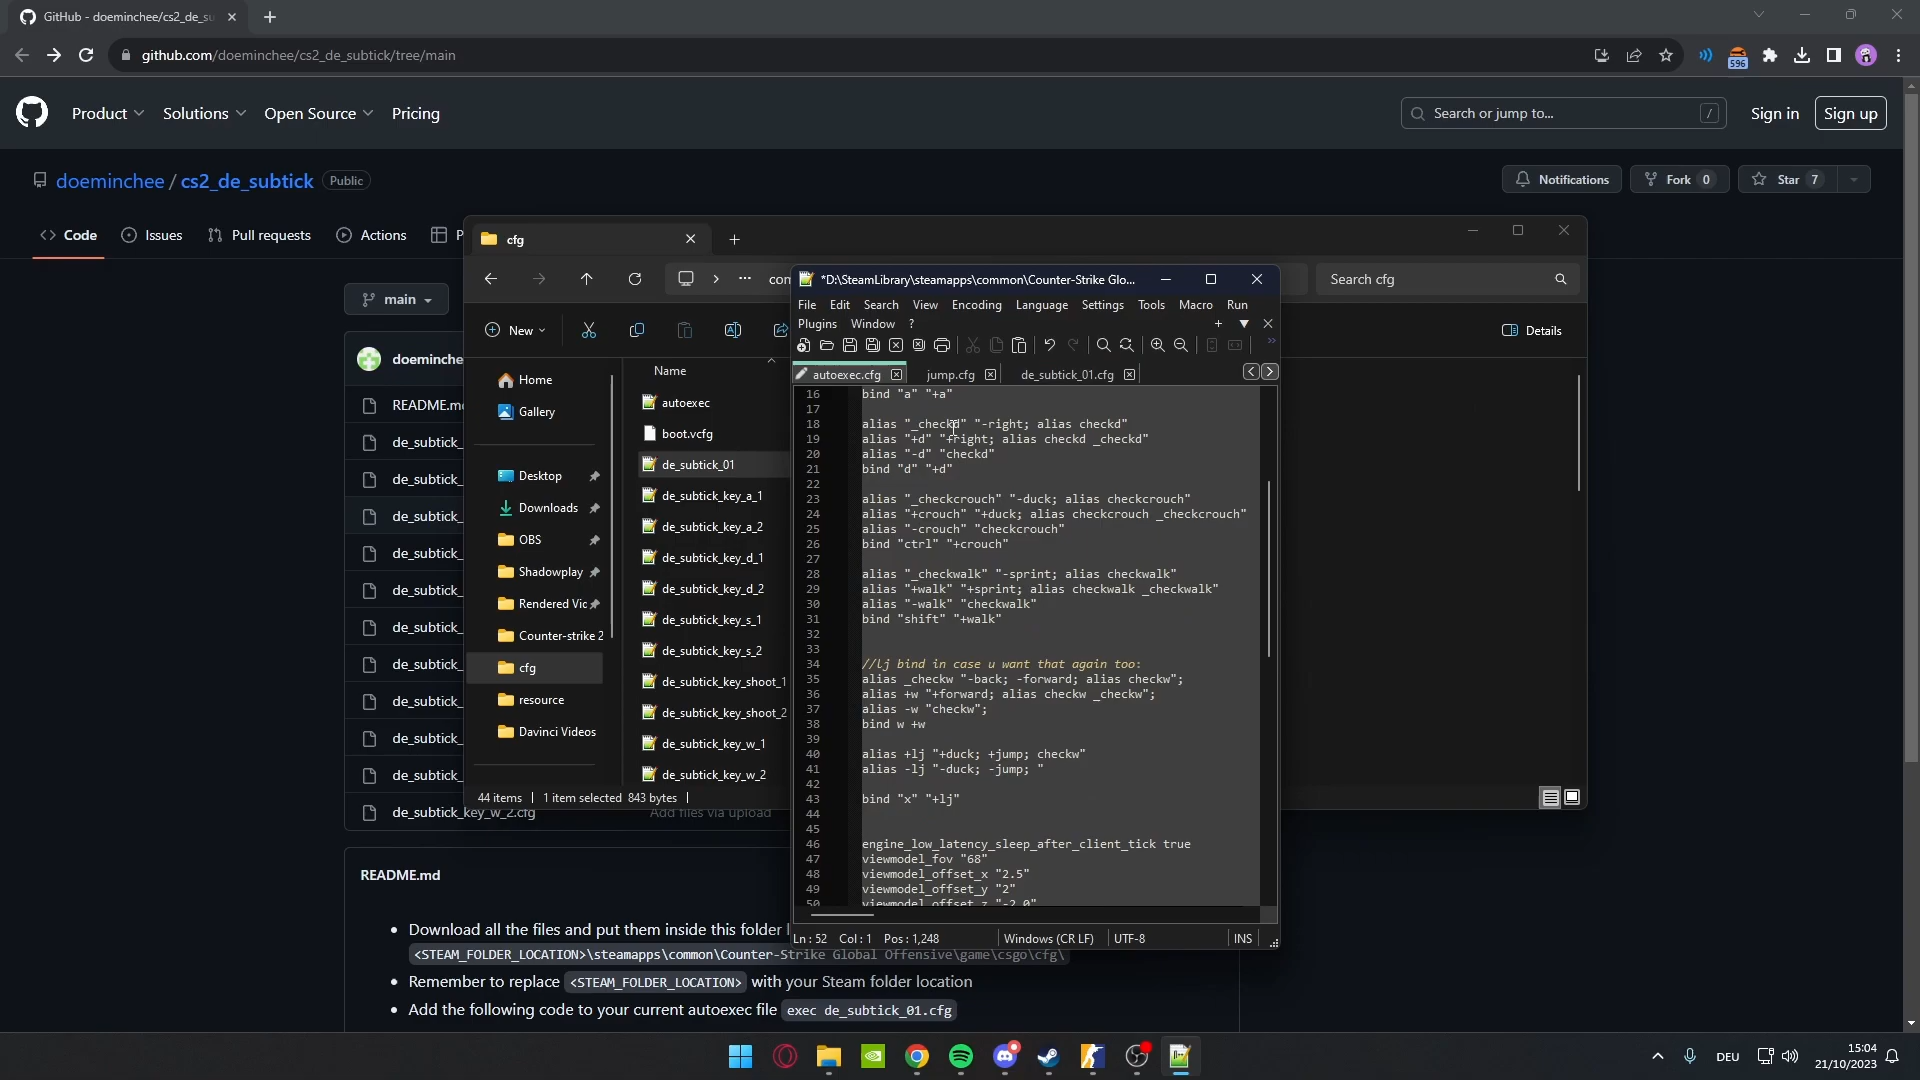 GitHub - doeminchee/cs2_de_su
github.com/doeminchee/cs2_de_subtick/tree/main
596
Product
Solutions
Open Source
Pricing
Search or jump to...
/
Sign in
Sign up
doeminchee / cs2_de_subtick
Public
Notifications
Fork 0
Star 7
Code
Issues
Pull requests
Actions
P
main
doeminche
README.m
de_subtick_
de_subtick_
de_subtick_
de_subtick_
de_subtick_
de_subtick_
de_subtick_
de_subtick_
de_subtick_
de_subtick_
de_subtick_key_w_2.cfg
Add files via upload
cfg
con
Search cfg
New
Details
Home
Gallery
Desktop
Downloads
OBS
Shadowplay
Rendered Vic
Counter-strike 2
cfg
resource
Davinci Videos
Name
autoexec
boot.vcfg
de_subtick_01
de_subtick_key_a_1
de_subtick_key_a_2
de_subtick_key_d_1
de_subtick_key_d_2
de_subtick_key_s_1
de_subtick_key_s_2
de_subtick_key_shoot_1
de_subtick_key_shoot_2
de_subtick_key_w_1
de_subtick_key_w_2
44 items
1 item selected 843 bytes
*D:\SteamLibrary\steamapps\common\Counter-Strike Glo...
File Edit Search View Encoding Language Settings Tools Macro Run
Plugins Window ?
autoexec.cfg
jump.cfg
de_subtick_01.cfg
16 bind "a" "+a"
17
18 alias "_checkd" "-right; alias checkd"
19 alias "+d" "+right; alias checkd _checkd"
20 alias "-d" "checkd"
21 bind "d" "+d"
22
23 alias "_checkcrouch" "-duck; alias checkcrouch"
24 alias "+crouch" "+duck; alias checkcrouch _checkcrouch"
25 alias "-crouch" "checkcrouch"
26 bind "ctrl" "+crouch"
27
28 alias "_checkwalk" "-sprint; alias checkwalk"
29 alias "+walk" "+sprint; alias checkwalk _checkwalk"
30 alias "-walk" "checkwalk"
31 bind "shift" "+walk"
32
33
34 //lj bind in case u want that again too:
35 alias _checkw "-back; -forward; alias checkw";
36 alias +w "+forward; alias checkw _checkw";
37 alias -w "checkw";
38 bind w +w
39
40 alias +lj "+duck; +jump; checkw"
41 alias -lj "-duck; -jump; "
42
43 bind "x" "+lj"
44
45
46 engine_low_latency_sleep_after_client_tick true
47 viewmodel_fov "68"
48 viewmodel_offset_x "2.5"
49 viewmodel_offset_y "2"
50 viewmodel_offset_z "-2.0"
Ln: 52 Col: 1 Pos: 1,248
Windows (CR LF)
UTF-8
INS
README.md
Download all the files and put them inside this folder
<STEAM_FOLDER_LOCATION>\steamapps\common\Counter-Strike Global Offensive\game\csgo\cfg\
Remember to replace <STEAM_FOLDER_LOCATION> with your Steam folder location
Add the following code to your current autoexec file exec de_subtick_01.cfg
DEU
15:04
21/10/2023